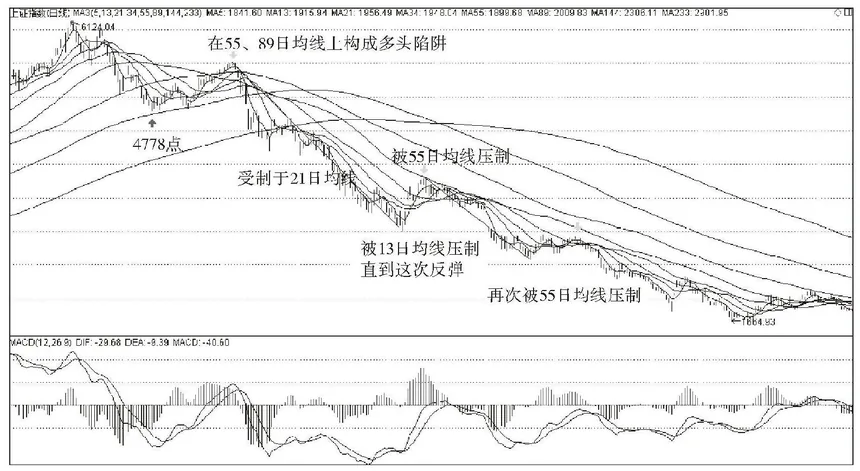 上证指数(日线) MA3(5,13,21,34,55,89,144,233) MA5: 1841.60 MA13: 1915.94 MA21: 1956.49 MA34: 1948.04 MA55: 1899.68 MA89: 2009.83 MA144: 2306.11 MA233: 2901.95
6124.04
在55、89日均线上构成多头陷阱
4778点
被55日均线压制
受制于21日均线
被13日均线压制
直到这次反弹
再次被55日均线压制
←1664.93
MACD(12,26,9) DIF: -29.68 DEA: -8.39 MACD: -40.60